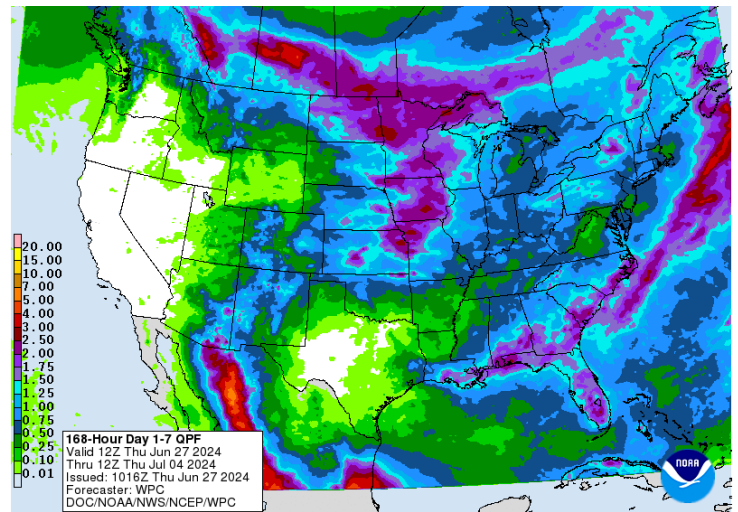 20.00
15.00
10.00
7.00
5.00
4.00
3.00
2.50
2.00
1.75
1.50
1.25
1.00
0.75
0.50
0.25
0.10
0.01
168-Hour Day 1-7 QPF
Valid 12Z Thu Jun 27 2024
Thru 12Z Thu Jul 04 2024
Issued: 1016Z Thu Jun 27 2024
Forecaster: WPC
DOC/NOAA/NWS/NCEP/WPC
NOAA